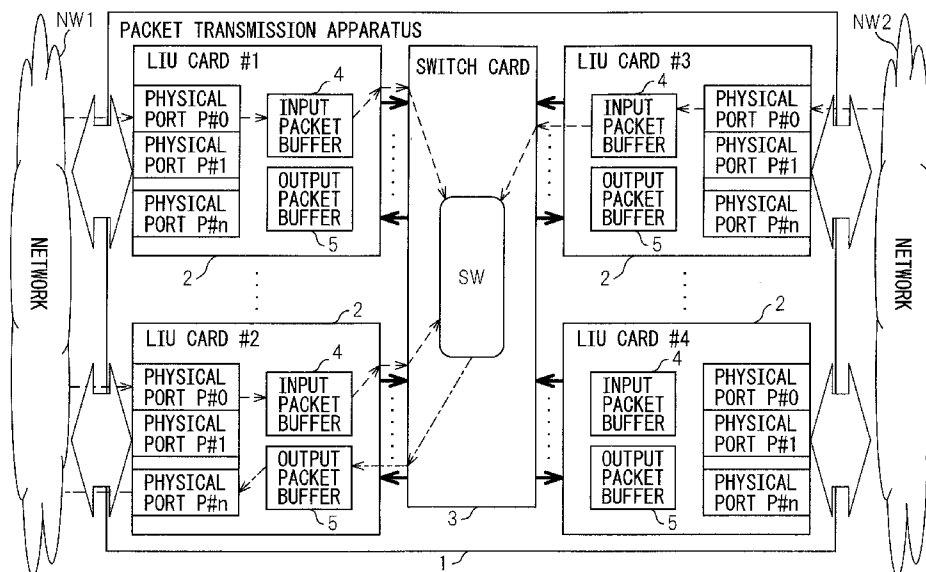 NW1
NW2
PACKET TRANSMISSION APPARATUS
LIU CARD #1
4
PHYSICAL
PORT P#0
PHYSICAL
PORT P#1
PHYSICAL
PORT P#n
INPUT
PACKET
BUFFER
OUTPUT
PACKET
BUFFER
5
2
SWITCH CARD
SW
3
LIU CARD #3
4
INPUT
PACKET
BUFFER
OUTPUT
PACKET
BUFFER
5
PHYSICAL
PORT P#0
PHYSICAL
PORT P#1
PHYSICAL
PORT P#n
2
NETWORK
NETWORK
2
LIU CARD #2
4
PHYSICAL
PORT P#0
PHYSICAL
PORT P#1
PHYSICAL
PORT P#n
INPUT
PACKET
BUFFER
OUTPUT
PACKET
BUFFER
5
2
LIU CARD #4
4
INPUT
PACKET
BUFFER
OUTPUT
PACKET
BUFFER
5
PHYSICAL
PORT P#0
PHYSICAL
PORT P#1
PHYSICAL
PORT P#n
1